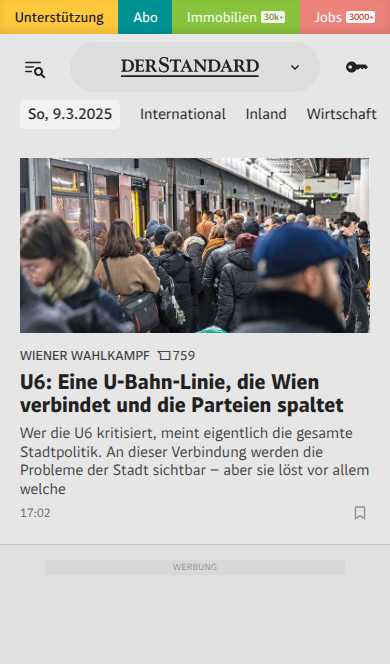 Unterstützung Abo Immobilien 30k+ Jobs 3000+
DERSTANDARD
So, 9.3.2025 International Inland Wirtschaft
WIENER WAHLKAMPF 759
U6: Eine U-Bahn-Linie, die Wien
verbindet und die Parteien spaltet
Wer die U6 kritisiert, meint eigentlich die gesamte
Stadtpolitik. An dieser Verbindung werden die
Probleme der Stadt sichtbar – aber sie löst vor allem
welche
17:02
WERBUNG